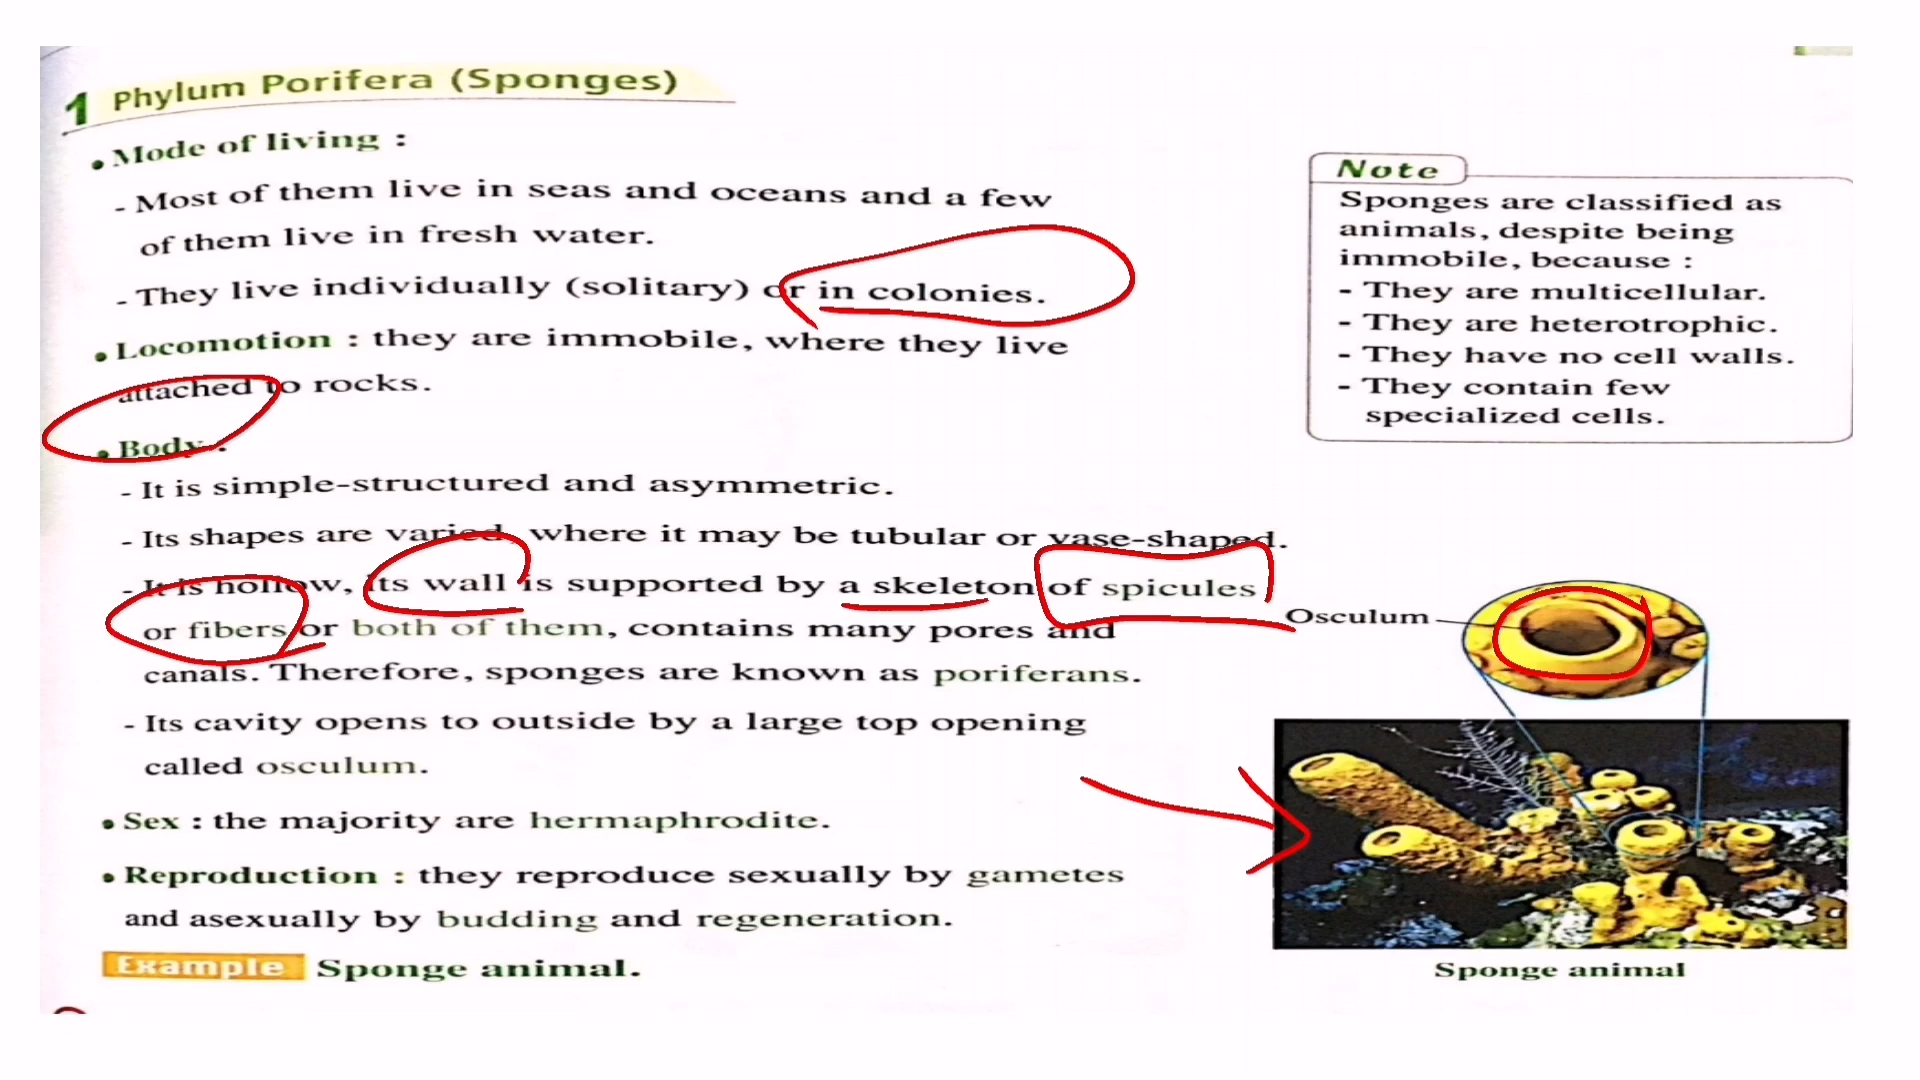 1 Phylum Porifera (Sponges)
• Mode of living :
- Most of them live in seas and oceans and a few
of them live in fresh water.
- They live individually (solitary) or in colonies.
• Locomotion : they are immobile, where they live
attached to rocks.
• Body :
- It is simple-structured and asymmetric.
- Its shapes are varied, where it may be tubular or vase-shaped.
- It is hollow, its wall is supported by a skeleton of spicules
or fibers or both of them, contains many pores and
canals. Therefore, sponges are known as poriferans.
- Its cavity opens to outside by a large top opening
called osculum.
• Sex : the majority are hermaphrodite.
• Reproduction : they reproduce sexually by gametes
and asexually by budding and regeneration.
Example Sponge animal.
Note
Sponges are classified as
animals, despite being
immobile, because :
- They are multicellular.
- They are heterotrophic.
- They have no cell walls.
- They contain few
specialized cells.
Osculum
Sponge animal